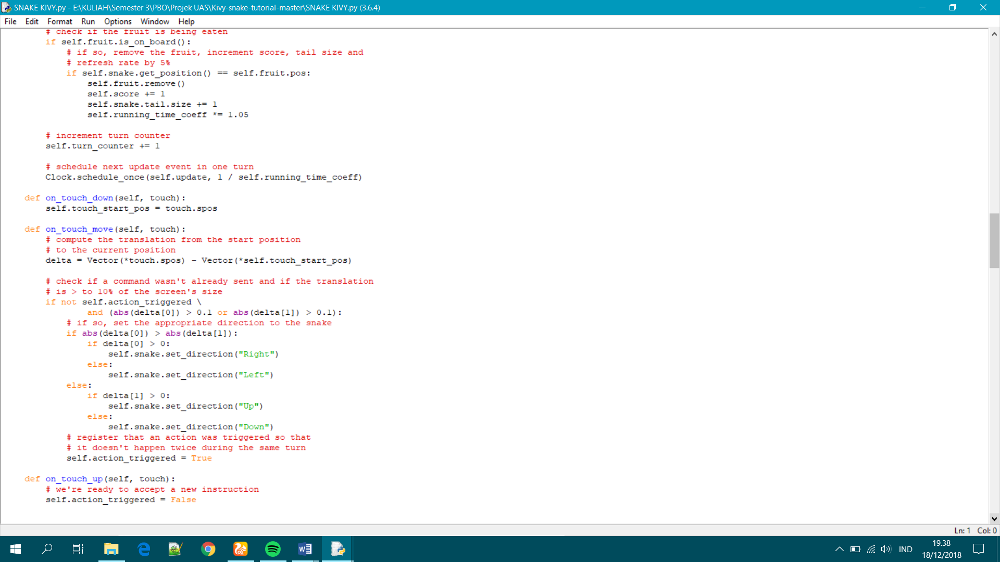 SNAKE KIVY.py - E:\KULIAH\Semester 3\PBO\Projek UAS\Kivy-snake-tutorial-master\SNAKE KIVY.py (3.6.4)
File Edit Format Run Options Window Help
        # check if the fruit is being eaten
        if self.fruit.is_on_board():
            # if so, remove the fruit, increment score, tail size and
            # refresh rate by 5%
            if self.snake.get_position() == self.fruit.pos:
                self.fruit.remove()
                self.score += 1
                self.snake.tail.size += 1
                self.running_time_coeff *= 1.05

        # increment turn counter
        self.turn_counter += 1

        # schedule next update event in one turn
        Clock.schedule_once(self.update, 1 / self.running_time_coeff)

    def on_touch_down(self, touch):
        self.touch_start_pos = touch.spos

    def on_touch_move(self, touch):
        # compute the translation from the start position
        # to the current position
        delta = Vector(*touch.spos) - Vector(*self.touch_start_pos)

        # check if a command wasn't already sent and if the translation
        # is > to 10% of the screen's size
        if not self.action_triggered \
                and (abs(delta[0]) > 0.1 or abs(delta[1]) > 0.1):
            # if so, set the appropriate direction to the snake
            if abs(delta[0]) > abs(delta[1]):
                if delta[0] > 0:
                    self.snake.set_direction("Right")
                else:
                    self.snake.set_direction("Left")
            else:
                if delta[1] > 0:
                    self.snake.set_direction("Up")
                else:
                    self.snake.set_direction("Down")
            # register that an action was triggered so that
            # it doesn't happen twice during the same turn
            self.action_triggered = True

    def on_touch_up(self, touch):
        # we're ready to accept a new instruction
        self.action_triggered = False
Ln: 1 Col: 0
IND
19.38
18/12/2018